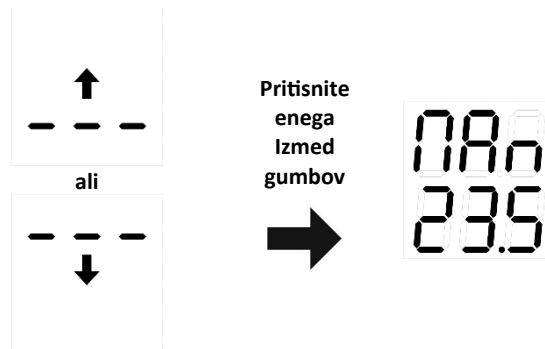 ali
Pritisnite
enega
Izmed
gumbov
MAn
23.5